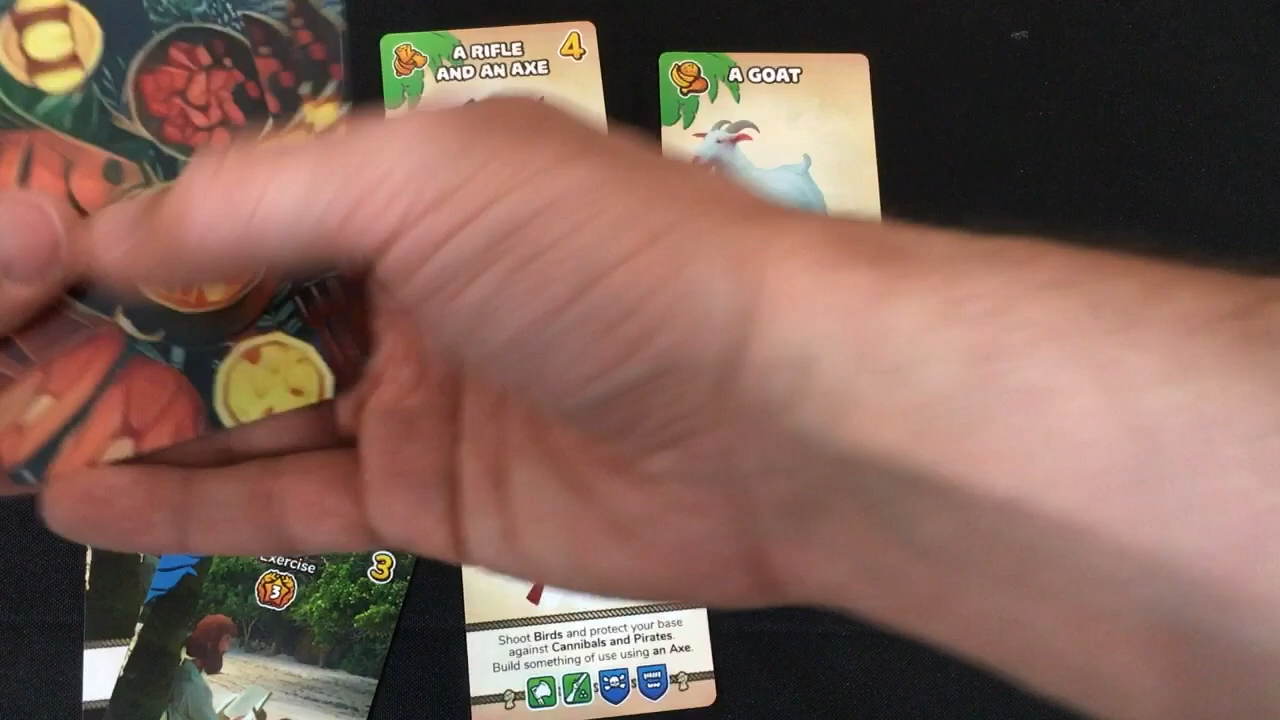 A RIFLE
AND AN AXE
4
A GOAT
Exercise
3
3
Shoot Birds and protect your base
against Cannibals and Pirates.
Build something of use using an Axe.